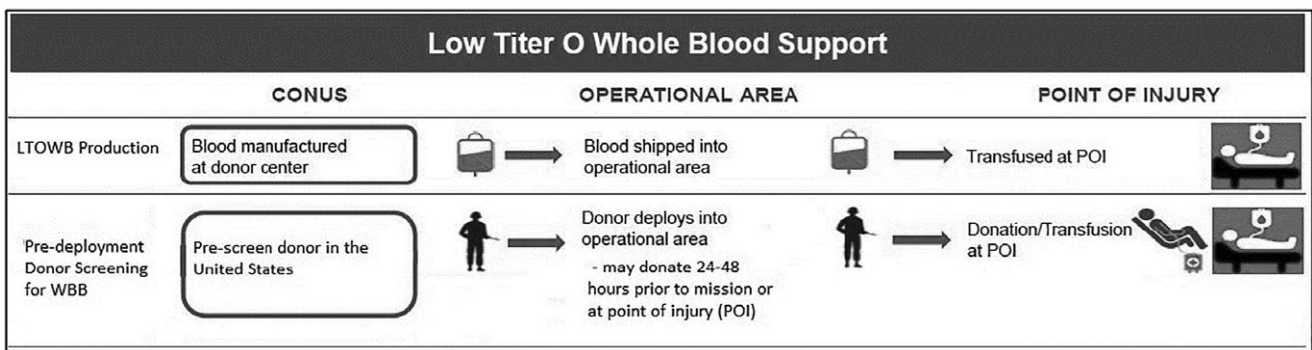 Low Titer O Whole Blood Support
CONUS OPERATIONAL AREA POINT OF INJURY
LTOWB Production
Blood manufactured
at donor center
Blood shipped into
operational area
Transfused at POI
Pre-deployment
Donor Screening
for WBB
Pre-screen donor in the
United States
Donor deploys into
operational area
- may donate 24-48
hours prior to mission or
at point of injury (POI)
Donation/Transfusion
at POI